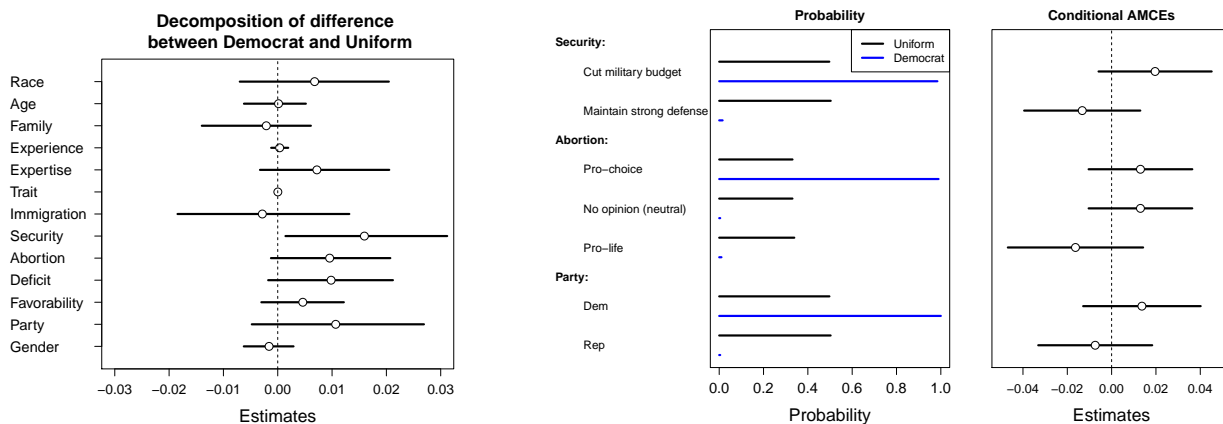 Decomposition of difference
between Democrat and Uniform
Race
Age
Family
Experience
Expertise
Trait
Immigration
Security
Abortion
Deficit
Favorability
Party
Gender
−0.03 −0.02 −0.01 0.00 0.01 0.02 0.03
Estimates
Probability
Uniform
Democrat
Security:
Cut military budget
Maintain strong defense
Abortion:
Pro−choice
No opinion (neutral)
Pro−life
Party:
Dem
Rep
0.0 0.2 0.4 0.6 0.8 1.0
Probability
Conditional AMCEs
−0.04 −0.02 0.00 0.02 0.04
Estimates